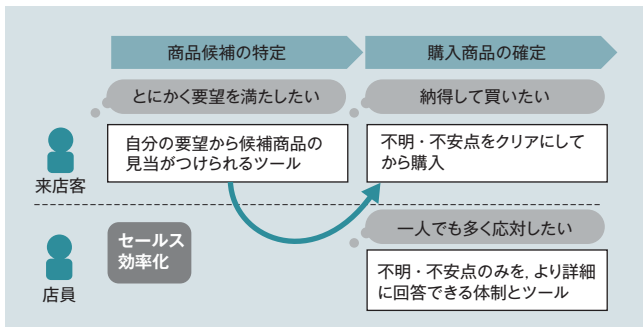 商品候補の特定
購入商品の確定
とにかく要望を満たしたい
納得して買いたい
自分の要望から候補商品の
見当がつけられるツール
不明・不安点をクリアにして
から購入
来店客
一人でも多く応対したい
セールス
効率化
不明・不安点のみを, より詳細
に回答できる体制とツール
店員